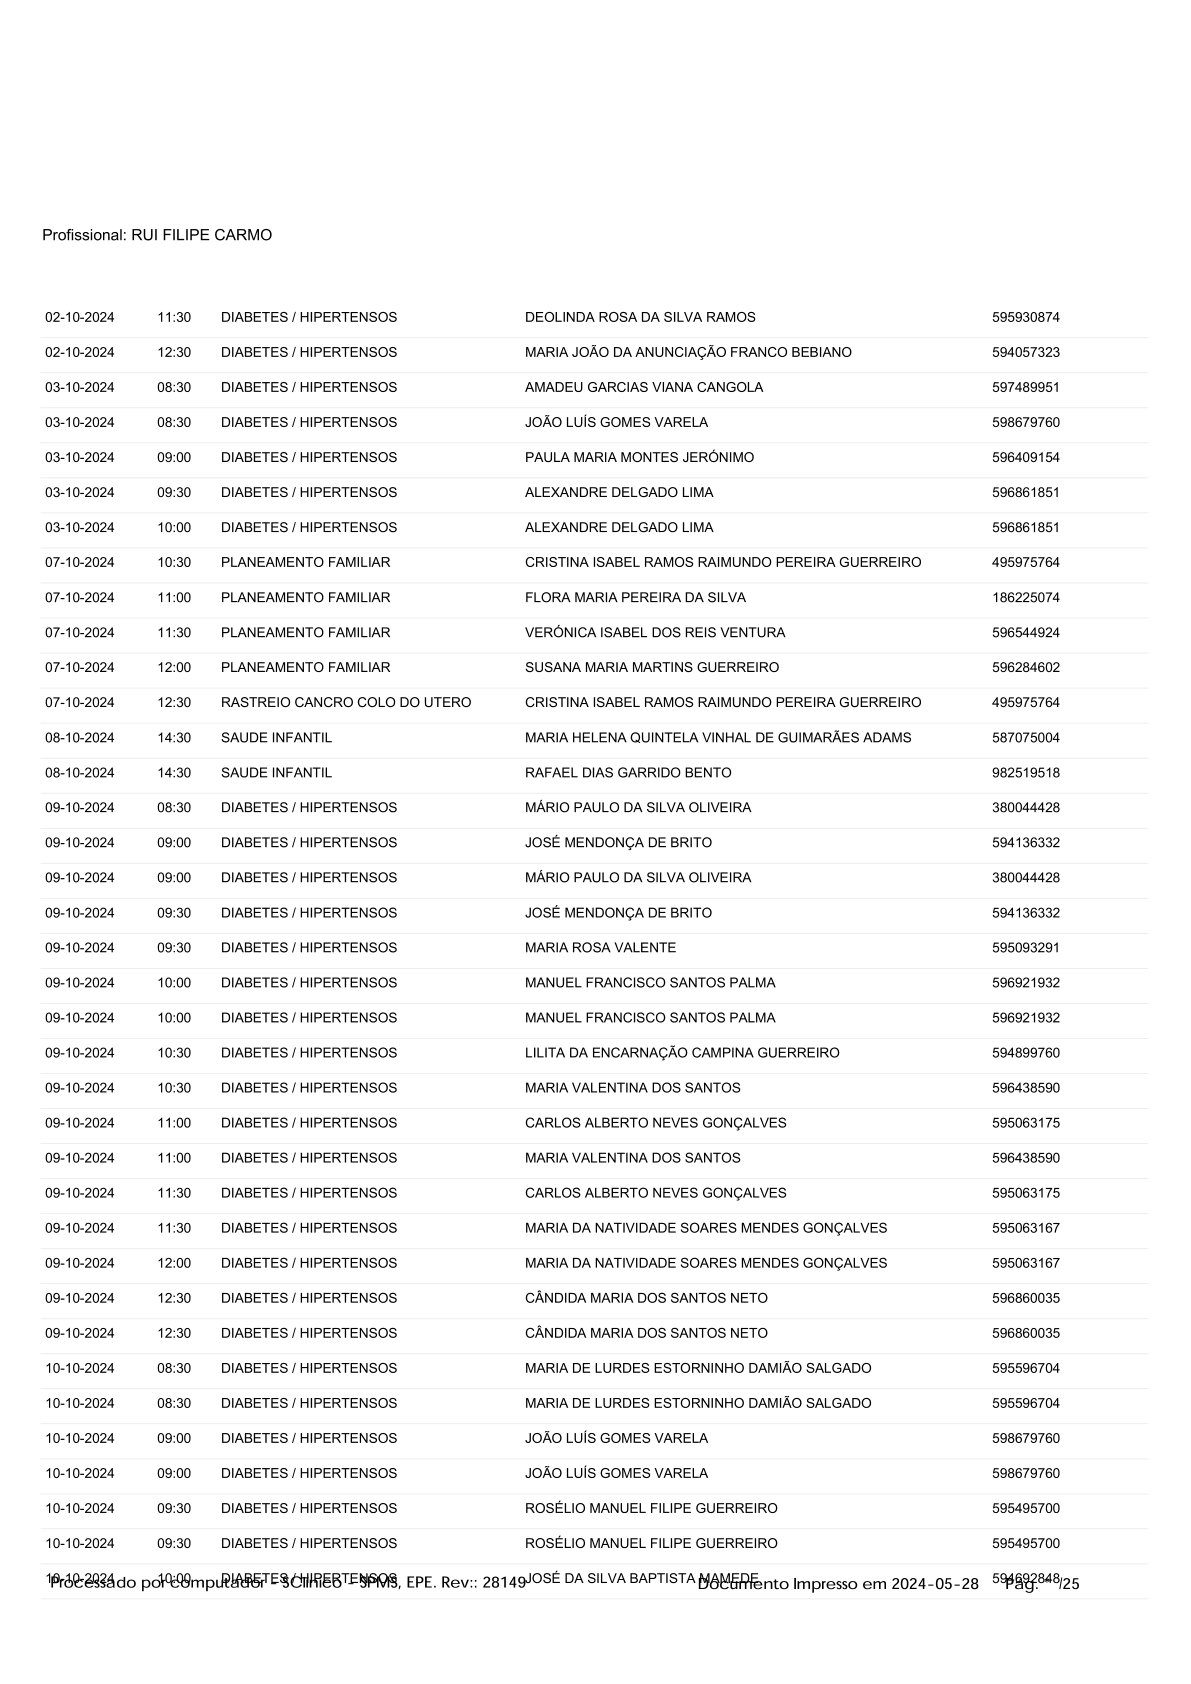 Profissional: RUI FILIPE CARMO
02-10-2024 11:30 DIABETES / HIPERTENSOS DEOLINDA ROSA DA SILVA RAMOS 595930874
02-10-2024 12:30 DIABETES / HIPERTENSOS MARIA JOÃO DA ANUNCIAÇÃO FRANCO BEBIANO 594057323
03-10-2024 08:30 DIABETES / HIPERTENSOS AMADEU GARCIAS VIANA CANGOLA 597489951
03-10-2024 08:30 DIABETES / HIPERTENSOS JOÃO LUÍS GOMES VARELA 598679760
03-10-2024 09:00 DIABETES / HIPERTENSOS PAULA MARIA MONTES JERÓNIMO 596409154
03-10-2024 09:30 DIABETES / HIPERTENSOS ALEXANDRE DELGADO LIMA 596861851
03-10-2024 10:00 DIABETES / HIPERTENSOS ALEXANDRE DELGADO LIMA 596861851
07-10-2024 10:30 PLANEAMENTO FAMILIAR CRISTINA ISABEL RAMOS RAIMUNDO PEREIRA GUERREIRO 495975764
07-10-2024 11:00 PLANEAMENTO FAMILIAR FLORA MARIA PEREIRA DA SILVA 186225074
07-10-2024 11:30 PLANEAMENTO FAMILIAR VERÓNICA ISABEL DOS REIS VENTURA 596544924
07-10-2024 12:00 PLANEAMENTO FAMILIAR SUSANA MARIA MARTINS GUERREIRO 596284602
07-10-2024 12:30 RASTREIO CANCRO COLO DO UTERO CRISTINA ISABEL RAMOS RAIMUNDO PEREIRA GUERREIRO 495975764
08-10-2024 14:30 SAUDE INFANTIL MARIA HELENA QUINTELA VINHAL DE GUIMARÃES ADAMS 587075004
08-10-2024 14:30 SAUDE INFANTIL RAFAEL DIAS GARRIDO BENTO 982519518
09-10-2024 08:30 DIABETES / HIPERTENSOS MÁRIO PAULO DA SILVA OLIVEIRA 380044428
09-10-2024 09:00 DIABETES / HIPERTENSOS JOSÉ MENDONÇA DE BRITO 594136332
09-10-2024 09:00 DIABETES / HIPERTENSOS MÁRIO PAULO DA SILVA OLIVEIRA 380044428
09-10-2024 09:30 DIABETES / HIPERTENSOS JOSÉ MENDONÇA DE BRITO 594136332
09-10-2024 09:30 DIABETES / HIPERTENSOS MARIA ROSA VALENTE 595093291
09-10-2024 10:00 DIABETES / HIPERTENSOS MANUEL FRANCISCO SANTOS PALMA 596921932
09-10-2024 10:00 DIABETES / HIPERTENSOS MANUEL FRANCISCO SANTOS PALMA 596921932
09-10-2024 10:30 DIABETES / HIPERTENSOS LILITA DA ENCARNAÇÃO CAMPINA GUERREIRO 594899760
09-10-2024 10:30 DIABETES / HIPERTENSOS MARIA VALENTINA DOS SANTOS 596438590
09-10-2024 11:00 DIABETES / HIPERTENSOS CARLOS ALBERTO NEVES GONÇALVES 595063175
09-10-2024 11:00 DIABETES / HIPERTENSOS MARIA VALENTINA DOS SANTOS 596438590
09-10-2024 11:30 DIABETES / HIPERTENSOS CARLOS ALBERTO NEVES GONÇALVES 595063175
09-10-2024 11:30 DIABETES / HIPERTENSOS MARIA DA NATIVIDADE SOARES MENDES GONÇALVES 595063167
09-10-2024 12:00 DIABETES / HIPERTENSOS MARIA DA NATIVIDADE SOARES MENDES GONÇALVES 595063167
09-10-2024 12:30 DIABETES / HIPERTENSOS CÂNDIDA MARIA DOS SANTOS NETO 596860035
09-10-2024 12:30 DIABETES / HIPERTENSOS CÂNDIDA MARIA DOS SANTOS NETO 596860035
10-10-2024 08:30 DIABETES / HIPERTENSOS MARIA DE LURDES ESTORNINHO DAMIÃO SALGADO 595596704
10-10-2024 08:30 DIABETES / HIPERTENSOS MARIA DE LURDES ESTORNINHO DAMIÃO SALGADO 595596704
10-10-2024 09:00 DIABETES / HIPERTENSOS JOÃO LUÍS GOMES VARELA 598679760
10-10-2024 09:00 DIABETES / HIPERTENSOS JOÃO LUÍS GOMES VARELA 598679760
10-10-2024 09:30 DIABETES / HIPERTENSOS ROSÉLIO MANUEL FILIPE GUERREIRO 595495700
10-10-2024 09:30 DIABETES / HIPERTENSOS ROSÉLIO MANUEL FILIPE GUERREIRO 595495700
10-10-2024 10:00 DIABETES / HIPERTENSOS JOSÉ DA SILVA BAPTISTA MAMEDE 594692848
Processado por computador - SClínico - SPMS, EPE. Rev:: 28149 Documento Impresso em 2024-05-28 Pág. /25